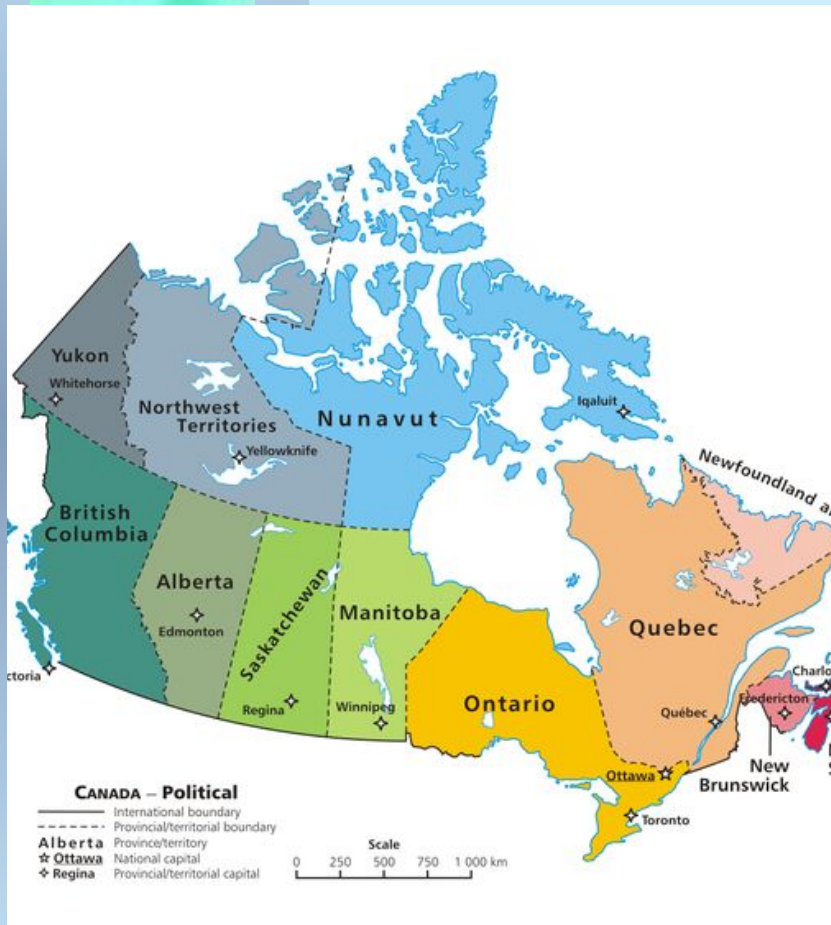 Yukon
Whitehorse
Northwest
Territories
Yellowknife
Nunavut
Iqaluit
Newfoundland
British
Columbia
Alberta
Edmonton
Saskatchewan
Regina
Manitoba
Winnipeg
Ontario
Quebec
Québec
ctoria
Charlo
Fredericton
New
Brunswick
Ottawa
Toronto
CANADA – Political
International boundary
Provincial/territorial boundary
Alberta Province/territory
Ottawa National capital
Regina Provincial/territorial capital
Scale
0 250 500 750 1 000 km